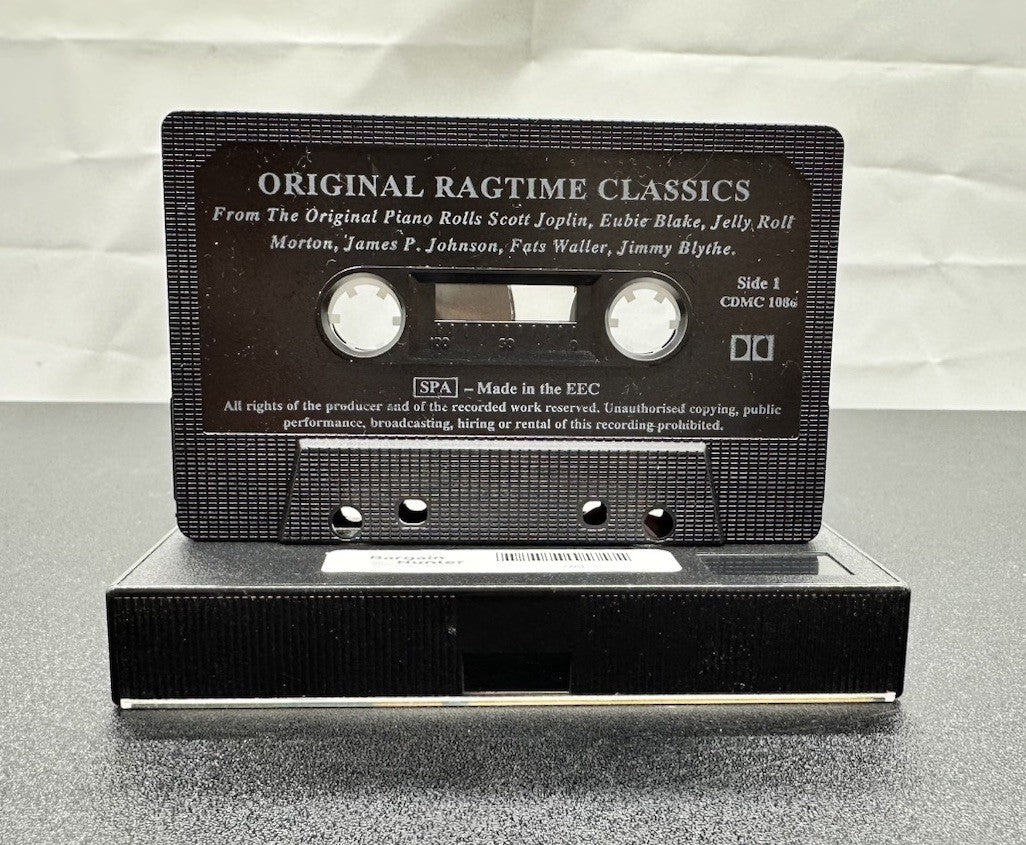 ORIGINAL RAGTIME CLASSICS
From The Original Piano Rolls Scott Joplin, Eubie Blake, Jelly Roll
Morton, James P. Johnson, Fats Waller, Jimmy Blythe.
Side 1
CDMC 1086
100 50 0
SPA – Made in the EEC
All rights of the producer and of the recorded work reserved. Unauthorised copying, public
performance, broadcasting, hiring or rental of this recording prohibited.
Bargain
Hunter